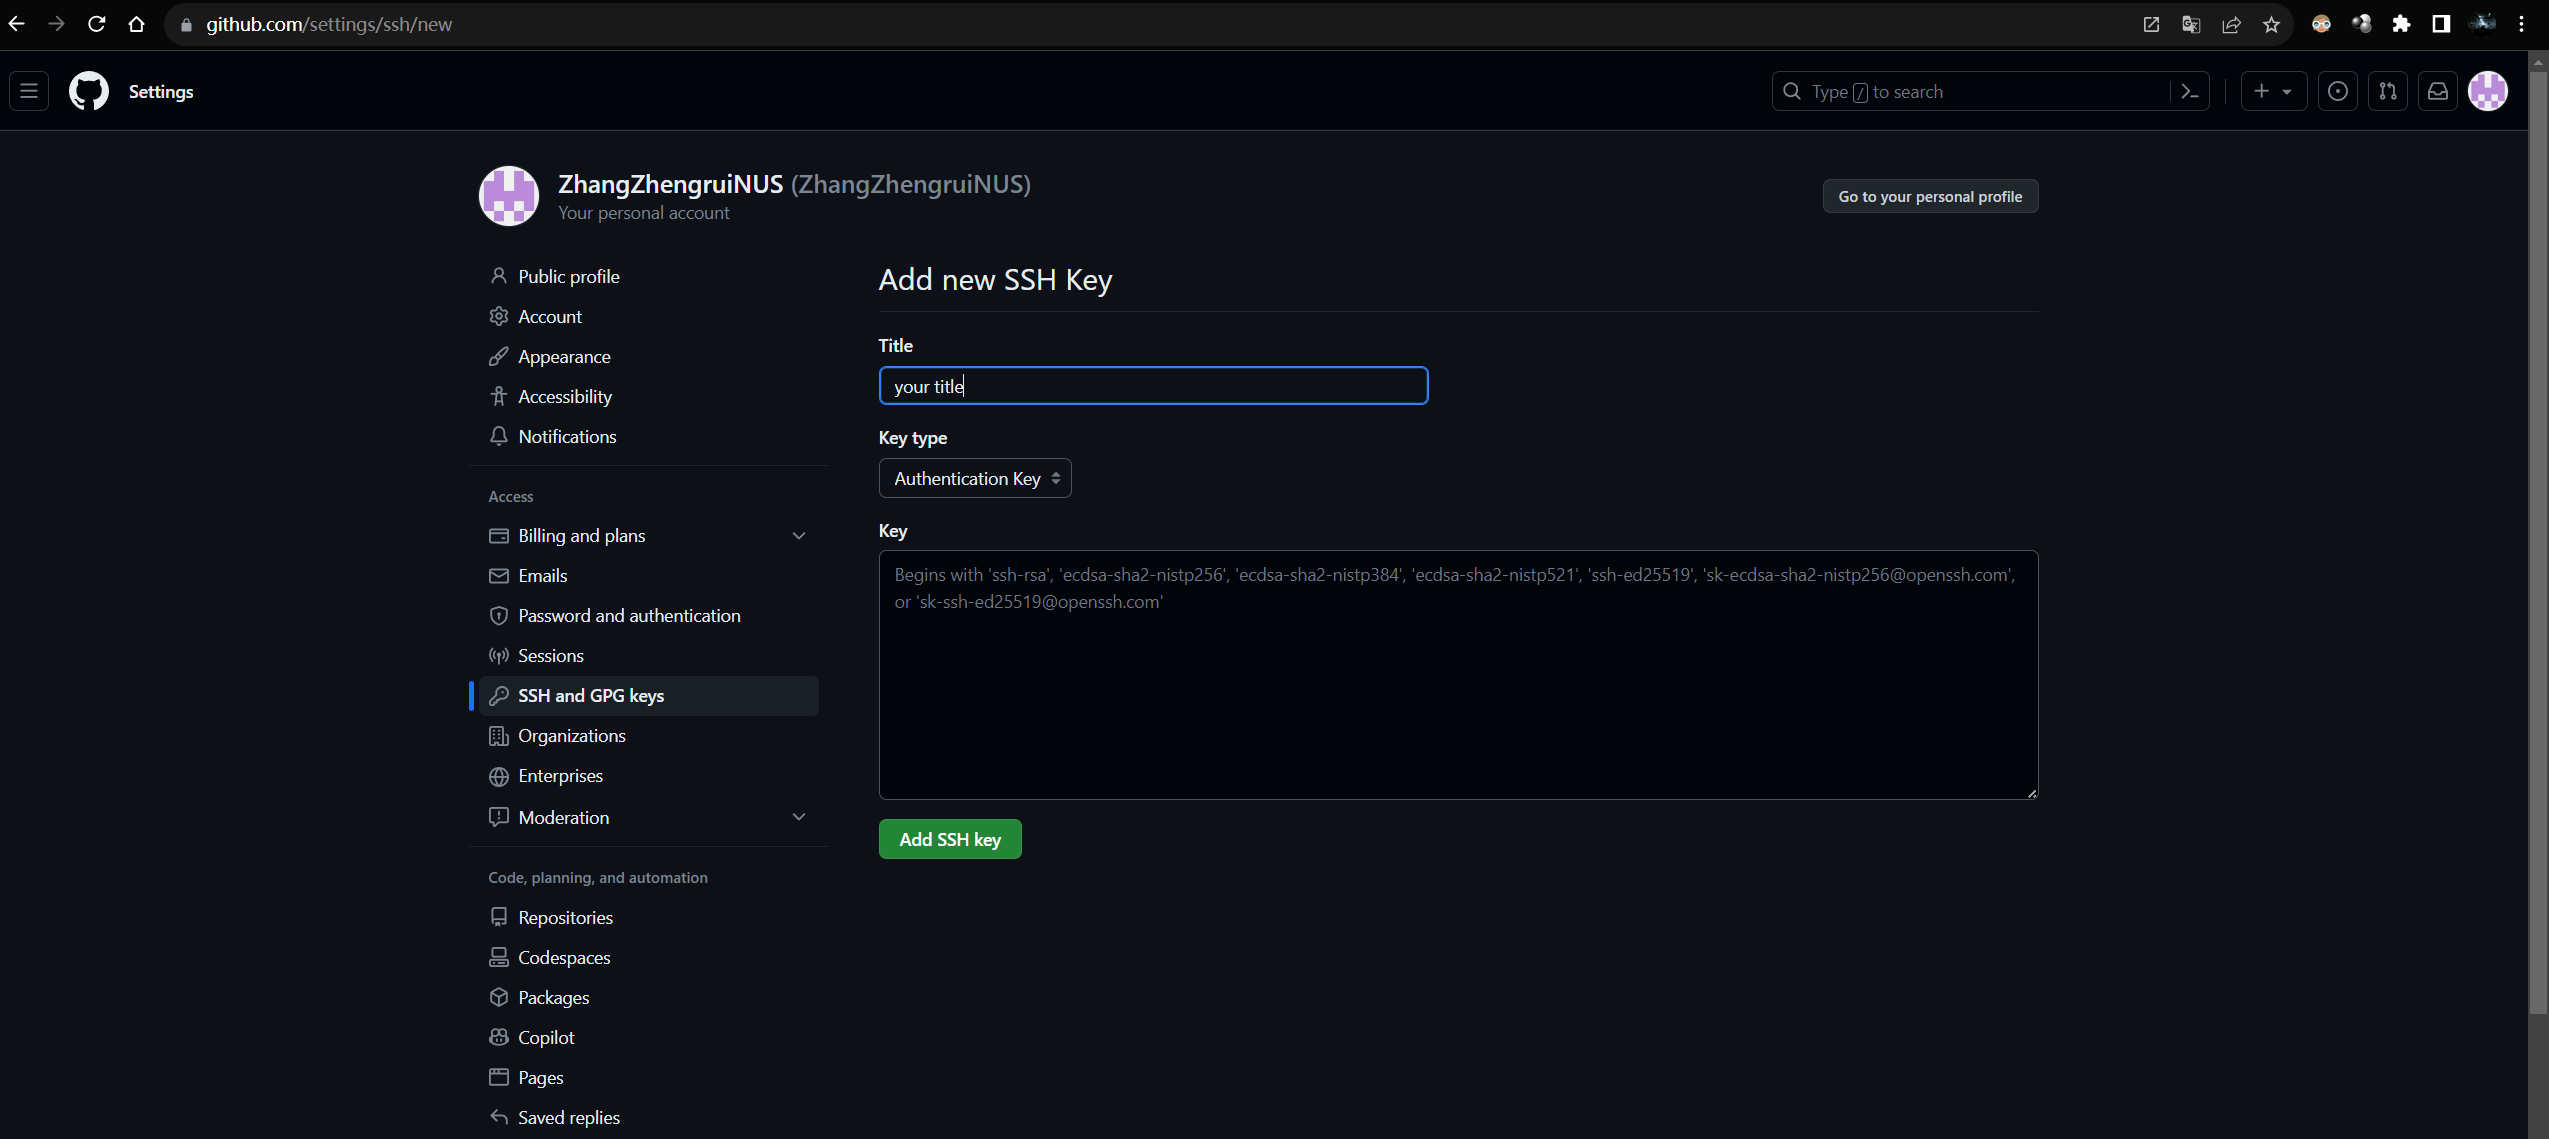 github.com/settings/ssh/new
Settings
Type / to search
ZhangZhengruiNUS (ZhangZhengruiNUS)
Your personal account
Go to your personal profile
Public profile
Account
Appearance
Accessibility
Notifications
Access
Billing and plans
Emails
Password and authentication
Sessions
SSH and GPG keys
Organizations
Enterprises
Moderation
Code, planning, and automation
Repositories
Codespaces
Packages
Copilot
Pages
Saved replies
Add new SSH Key
Title
your title
Key type
Authentication Key
Key
Begins with 'ssh-rsa', 'ecdsa-sha2-nistp256', 'ecdsa-sha2-nistp384', 'ecdsa-sha2-nistp521', 'ssh-ed25519', 'sk-ecdsa-sha2-nistp256@openssh.com',
or 'sk-ssh-ed25519@openssh.com'
Add SSH key